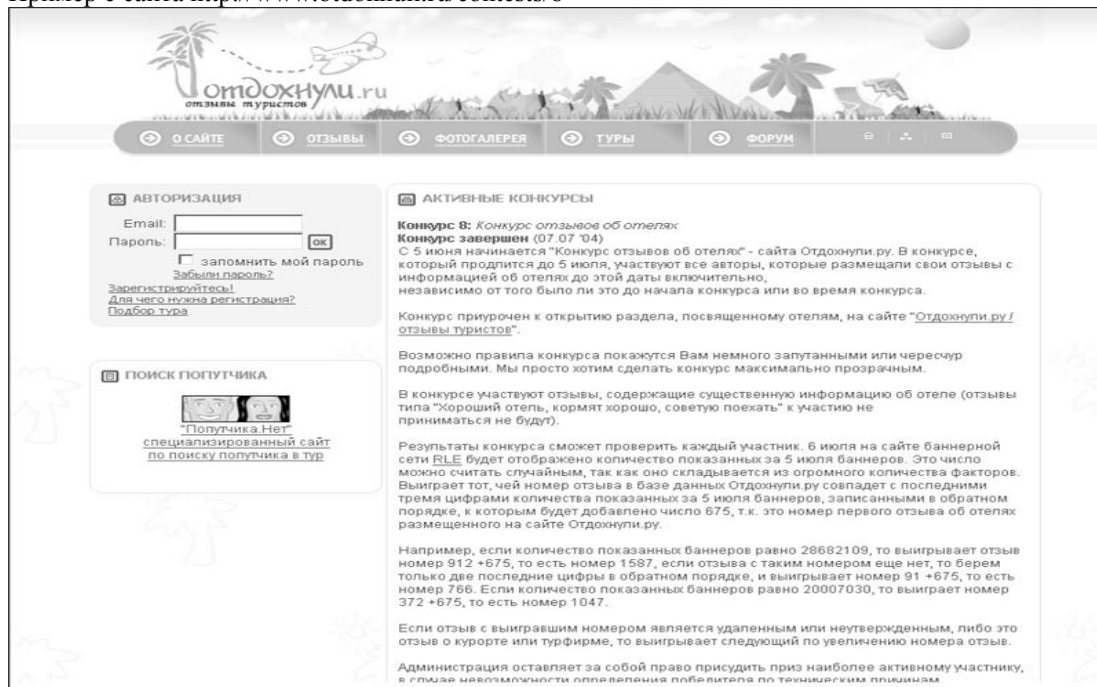 отдохнули.ru
отзывы туристов
О САЙТЕ
ОТЗЫВЫ
ФОТОГАЛЕРЕЯ
ТУРЫ
ФОРУМ
АВТОРИЗАЦИЯ
Email:
Пароль:
ок
запомнить мой пароль
Забыли пароль?
Зарегистрируйтесь!
Для чего нужна регистрация?
Подбор тура
ПОИСК ПОПУТЧИКА
"Попутчика.Нет"
специализированный сайт
по поиску попутчика в тур
АКТИВНЫЕ КОНКУРСЫ
Конкурс 8: Конкурс отзывов об отелях
Конкурс завершен (07.07 '04)
С 5 июня начинается "Конкурс отзывов об отелях" - сайта Отдохнули.ру. В конкурсе,
который продлится до 5 июля, участвуют все авторы, которые размещали свои отзывы с
информацией об отелях до этой даты включительно,
независимо от того было ли это до начала конкурса или во время конкурса.
Конкурс приурочен к открытию раздела, посвященному отелям, на сайте "Отдохнули.ру /
отзывы туристов".
Возможно правила конкурса покажутся Вам немного запутанными или чересчур
подробными. Мы просто хотим сделать конкурс максимально прозрачным.
В конкурсе участвуют отзывы, содержащие существенную информацию об отеле (отзывы
типа "Хороший отель, кормят хорошо, советую поехать" к участию не
приниматься не будут).
Результаты конкурса сможет проверить каждый участник. 6 июля на сайте баннерной
сети RLE будет отображено количество показанных за 5 июля баннеров. Это число
можно считать случайным, так как оно складывается из огромного количества факторов.
Выиграет тот, чей номер отзыва в базе данных Отдохнули.ру совпадет с последними
тремя цифрами количества показанных за 5 июля баннеров, записанными в обратном
порядке, к которым будет добавлено число 675, т.к. это номер первого отзыва об отелях
размещенного на сайте Отдохнули.ру.
Например, если количество показанных баннеров равно 28682109, то выигрывает отзыв
номер 912 +675, то есть номер 1587, если отзыва с таким номером еще нет, то берем
только две последние цифры в обратном порядке, и выигрывает номер 91 +675, то есть
номер 766. Если количество показанных баннеров равно 20007030, то выиграет номер
372 +675, то есть номер 1047.
Если отзыв с выигравшим номером является удаленным или неутвержденным, либо это
отзыв о курорте или турфирме, то выигрывает следующий по увеличению номера отзыв.
Администрация оставляет за собой право присудить приз наиболее активному участнику,
в случае невозможности определения победителя по техническим причинам